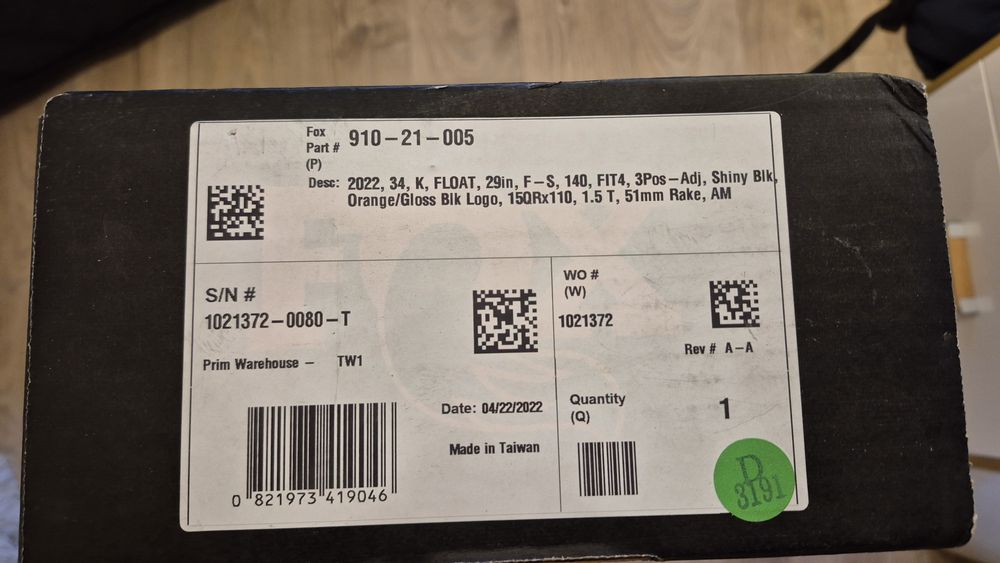 Fox
Part #
(P)
910-21-005
Desc: 2022, 34, K, FLOAT, 29in, F-S, 140, FIT4, 3Pos-Adj, Shiny Blk,
Orange/Gloss Blk Logo, 15QRx110, 1.5 T, 51mm Rake, AM
S/N #
1021372-0080-T
Prim Warehouse - TW1
Date: 04/22/2022
Made in Taiwan
0 821973 419046
WO #
(W)
1021372
Rev # A-A
Quantity
(Q)
1
P
3191